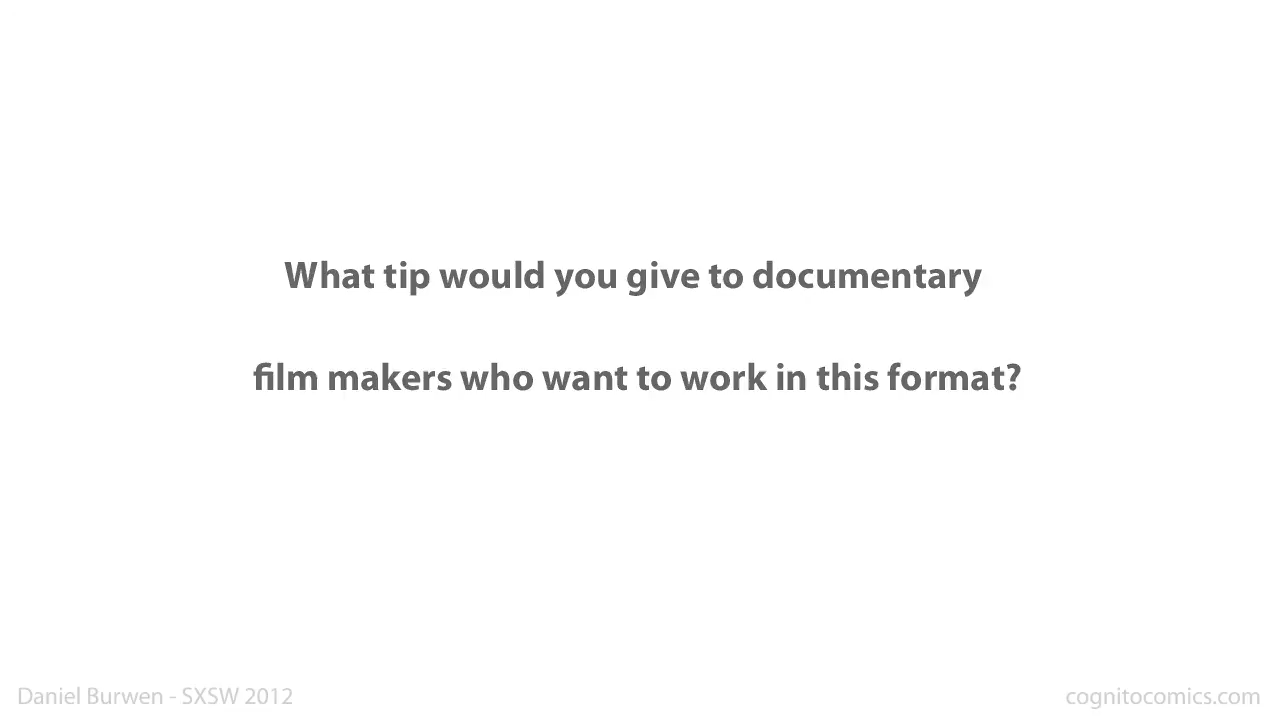 What tip would you give to documentary
film makers who want to work in this format?
Daniel Burwen - SXSW 2012
cognitocomics.com